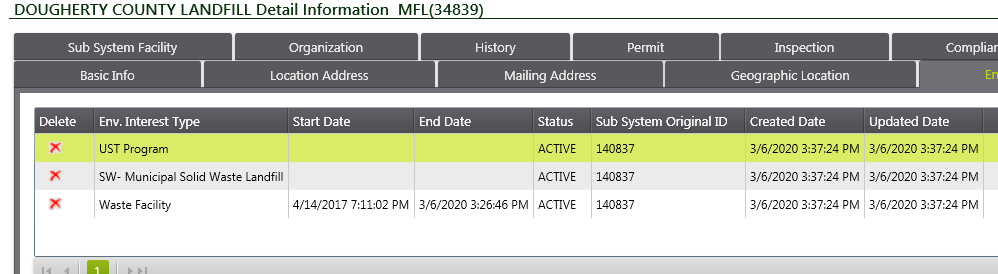 DOUGHERTY COUNTY LANDFILL Detail Information MFL(34839)
Sub System Facility Organization History Permit Inspection
Basic Info Location Address Mailing Address Geographic Location
Delete Env. Interest Type Start Date End Date Status Sub System Original ID Created Date Updated Date
UST Program ACTIVE 140837 3/6/2020 3:37:24 PM 3/6/2020 3:37:24 PM
SW- Municipal Solid Waste Landfill ACTIVE 140837 3/6/2020 3:37:24 PM 3/6/2020 3:37:24 PM
Waste Facility 4/14/2017 7:11:02 PM 3/6/2020 3:26:46 PM ACTIVE 140837 3/6/2020 3:37:24 PM 3/6/2020 3:37:24 PM
1